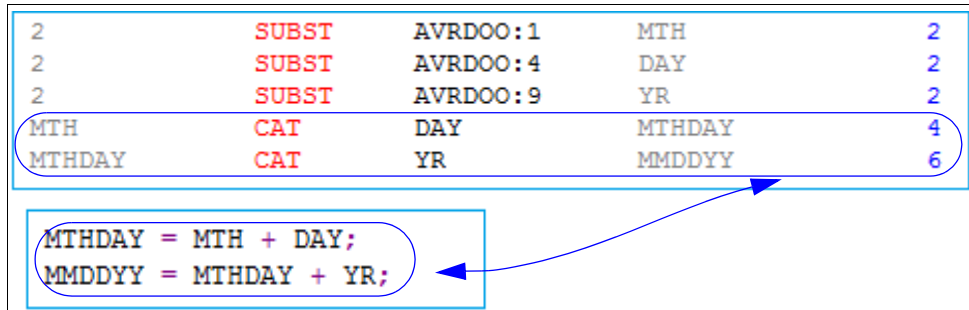 2 SUBST AVRDOO:1 MTH 2
2 SUBST AVRDOO:4 DAY 2
2 SUBST AVRDOO:9 YR 2
MTH CAT DAY MTHDAY 4
MTHDAY CAT YR MMDDYY 6
MTHDAY = MTH + DAY;
MMDDYY = MTHDAY + YR;